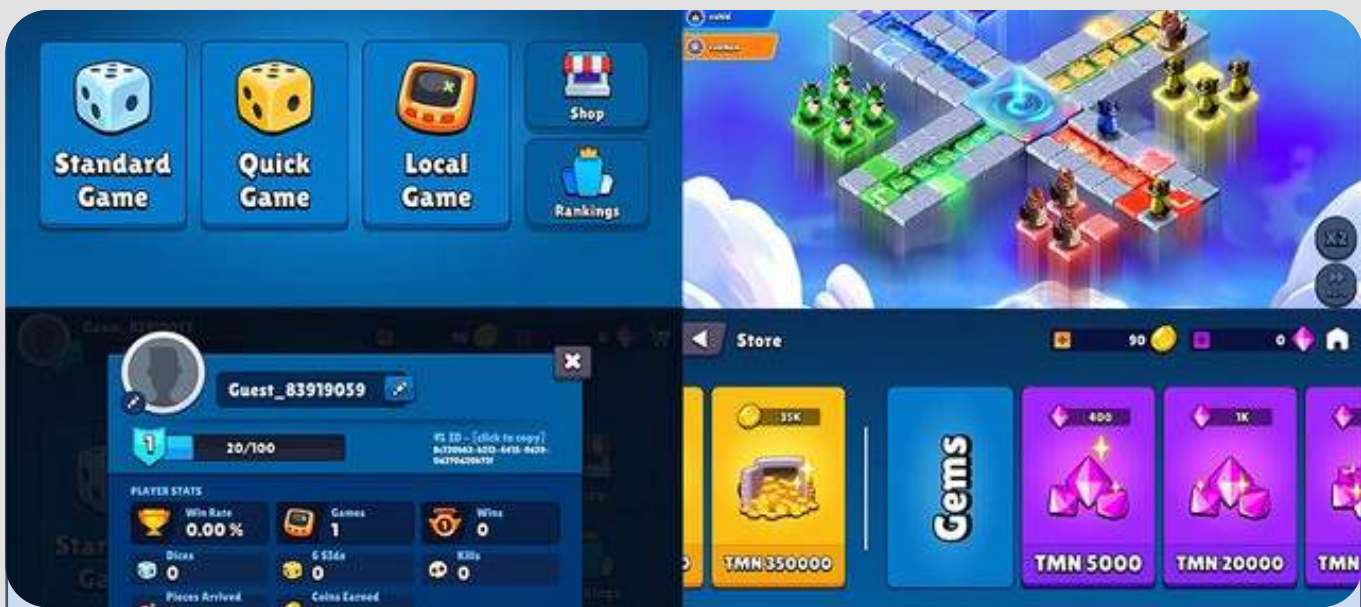 Standard
Game
Quick
Game
Local
Game
Shop
Rankings
X2
Guest_83919059
1
20/100
PLAYER STATS
Win Rate
0.00 %
Games
1
Wins
0
Dices
0
6 Side
0
Kills
0
Pieces Arrived
Coins Earned
Store
90
0
35K
TMN 350000
Gems
400
TMN 5000
1K
TMN 20000
TMN